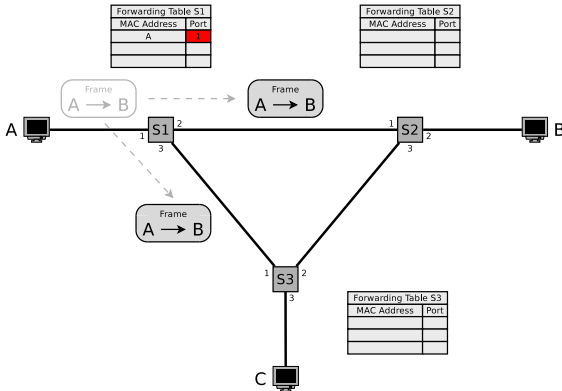 Forwarding Table S1
MAC Address Port
A 1
Forwarding Table S2
MAC Address Port
Frame
A B
Frame
A B
A
1
S1
2
3
1
S2
2
3
B
Frame
A B
1
S3
2
3
Forwarding Table S3
MAC Address Port
C